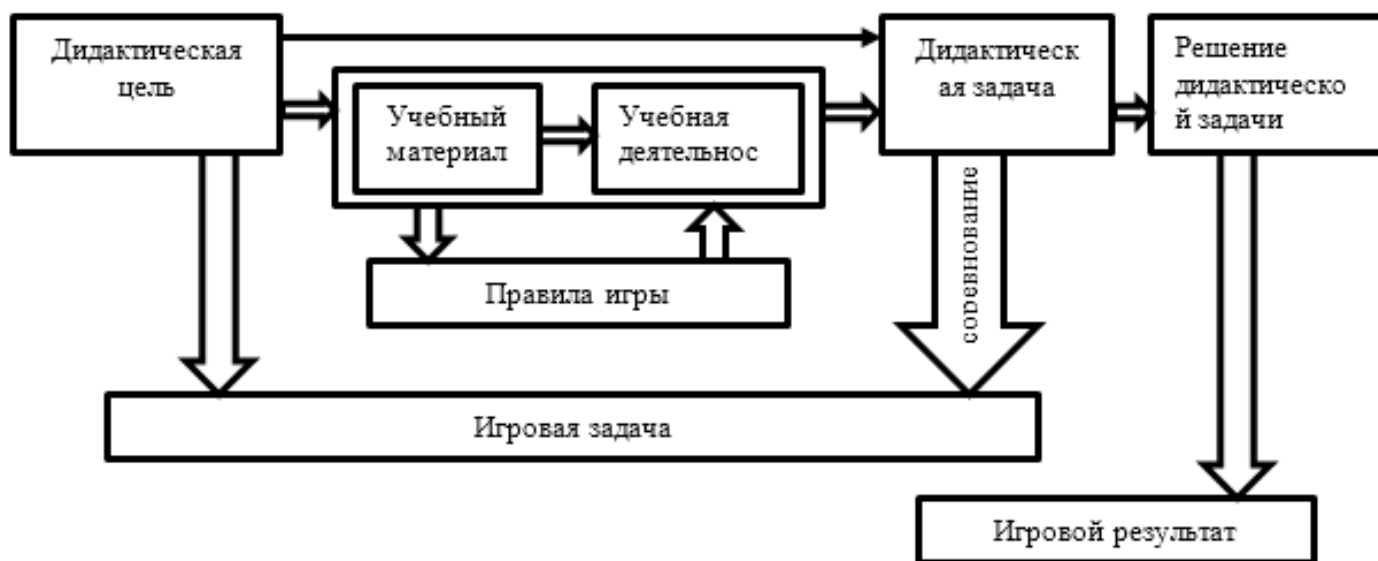 Дидактическая
цель
Учебный
материал
Учебная
деятельнос
Дидактическ
ая задача
Решение
дидактическо
й задачи
соревнование
Правила игры
Игровая задача
Игровой результат